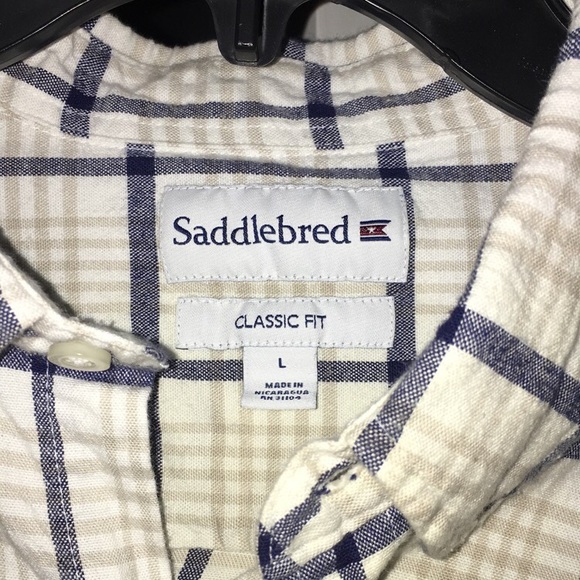 Saddlebred
CLASSIC FIT
L
MADE IN
NICARAGUA
RN 31104